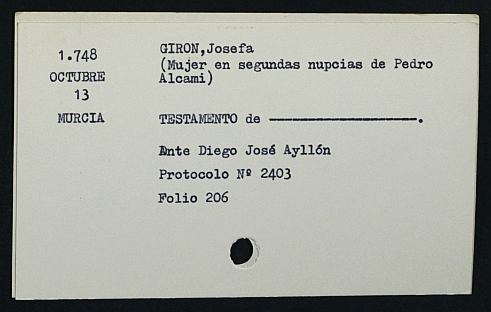 1.748
OCTUBRE
13
MURCIA
GIRON,Josefa
(Mujer en segundas nupcias de Pedro
Alcami)
TESTAMENTO de ------------------.
Ante Diego José Ayllón
Protocolo Nº 2403
Folio 206